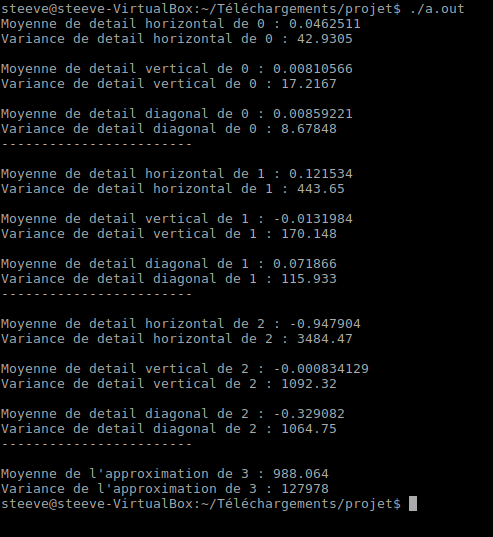 steeve@steeve-VirtualBox:~/Téléchargements/projet$ ./a.out
Moyenne de detail horizontal de 0 : 0.0462511
Variance de detail horizontal de 0 : 42.9305
Moyenne de detail vertical de 0 : 0.00810566
Variance de detail vertical de 0 : 17.2167
Moyenne de detail diagonal de 0 : 0.00859221
Variance de detail diagonal de 0 : 8.67848
------------------------
Moyenne de detail horizontal de 1 : 0.121534
Variance de detail horizontal de 1 : 443.65
Moyenne de detail vertical de 1 : -0.0131984
Variance de detail vertical de 1 : 170.148
Moyenne de detail diagonal de 1 : 0.071866
Variance de detail diagonal de 1 : 115.933
------------------------
Moyenne de detail horizontal de 2 : -0.947904
Variance de detail horizontal de 2 : 3484.47
Moyenne de detail vertical de 2 : -0.000834129
Variance de detail vertical de 2 : 1092.32
Moyenne de detail diagonal de 2 : -0.329082
Variance de detail diagonal de 2 : 1064.75
------------------------
Moyenne de l'approximation de 3 : 988.064
Variance de l'approximation de 3 : 127978
steeve@steeve-VirtualBox:~/Téléchargements/projet$